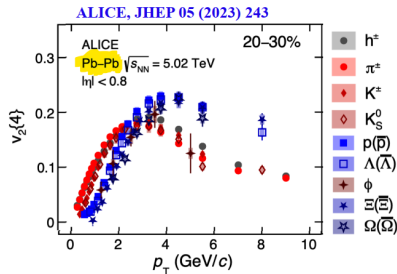 ALICE, JHEP 05 (2023) 243
ALICE
20–30%
Pb–Pb √sNN = 5.02 TeV
|η| < 0.8
v2{4}
0.3
0.2
0.1
0
0
2
4
6
8
10
pT (GeV/c)
h±
π±
K±
K0S
p(p̅)
Λ(Λ̅)
ϕ
Ξ(Ξ̅)
Ω(Ω̅)